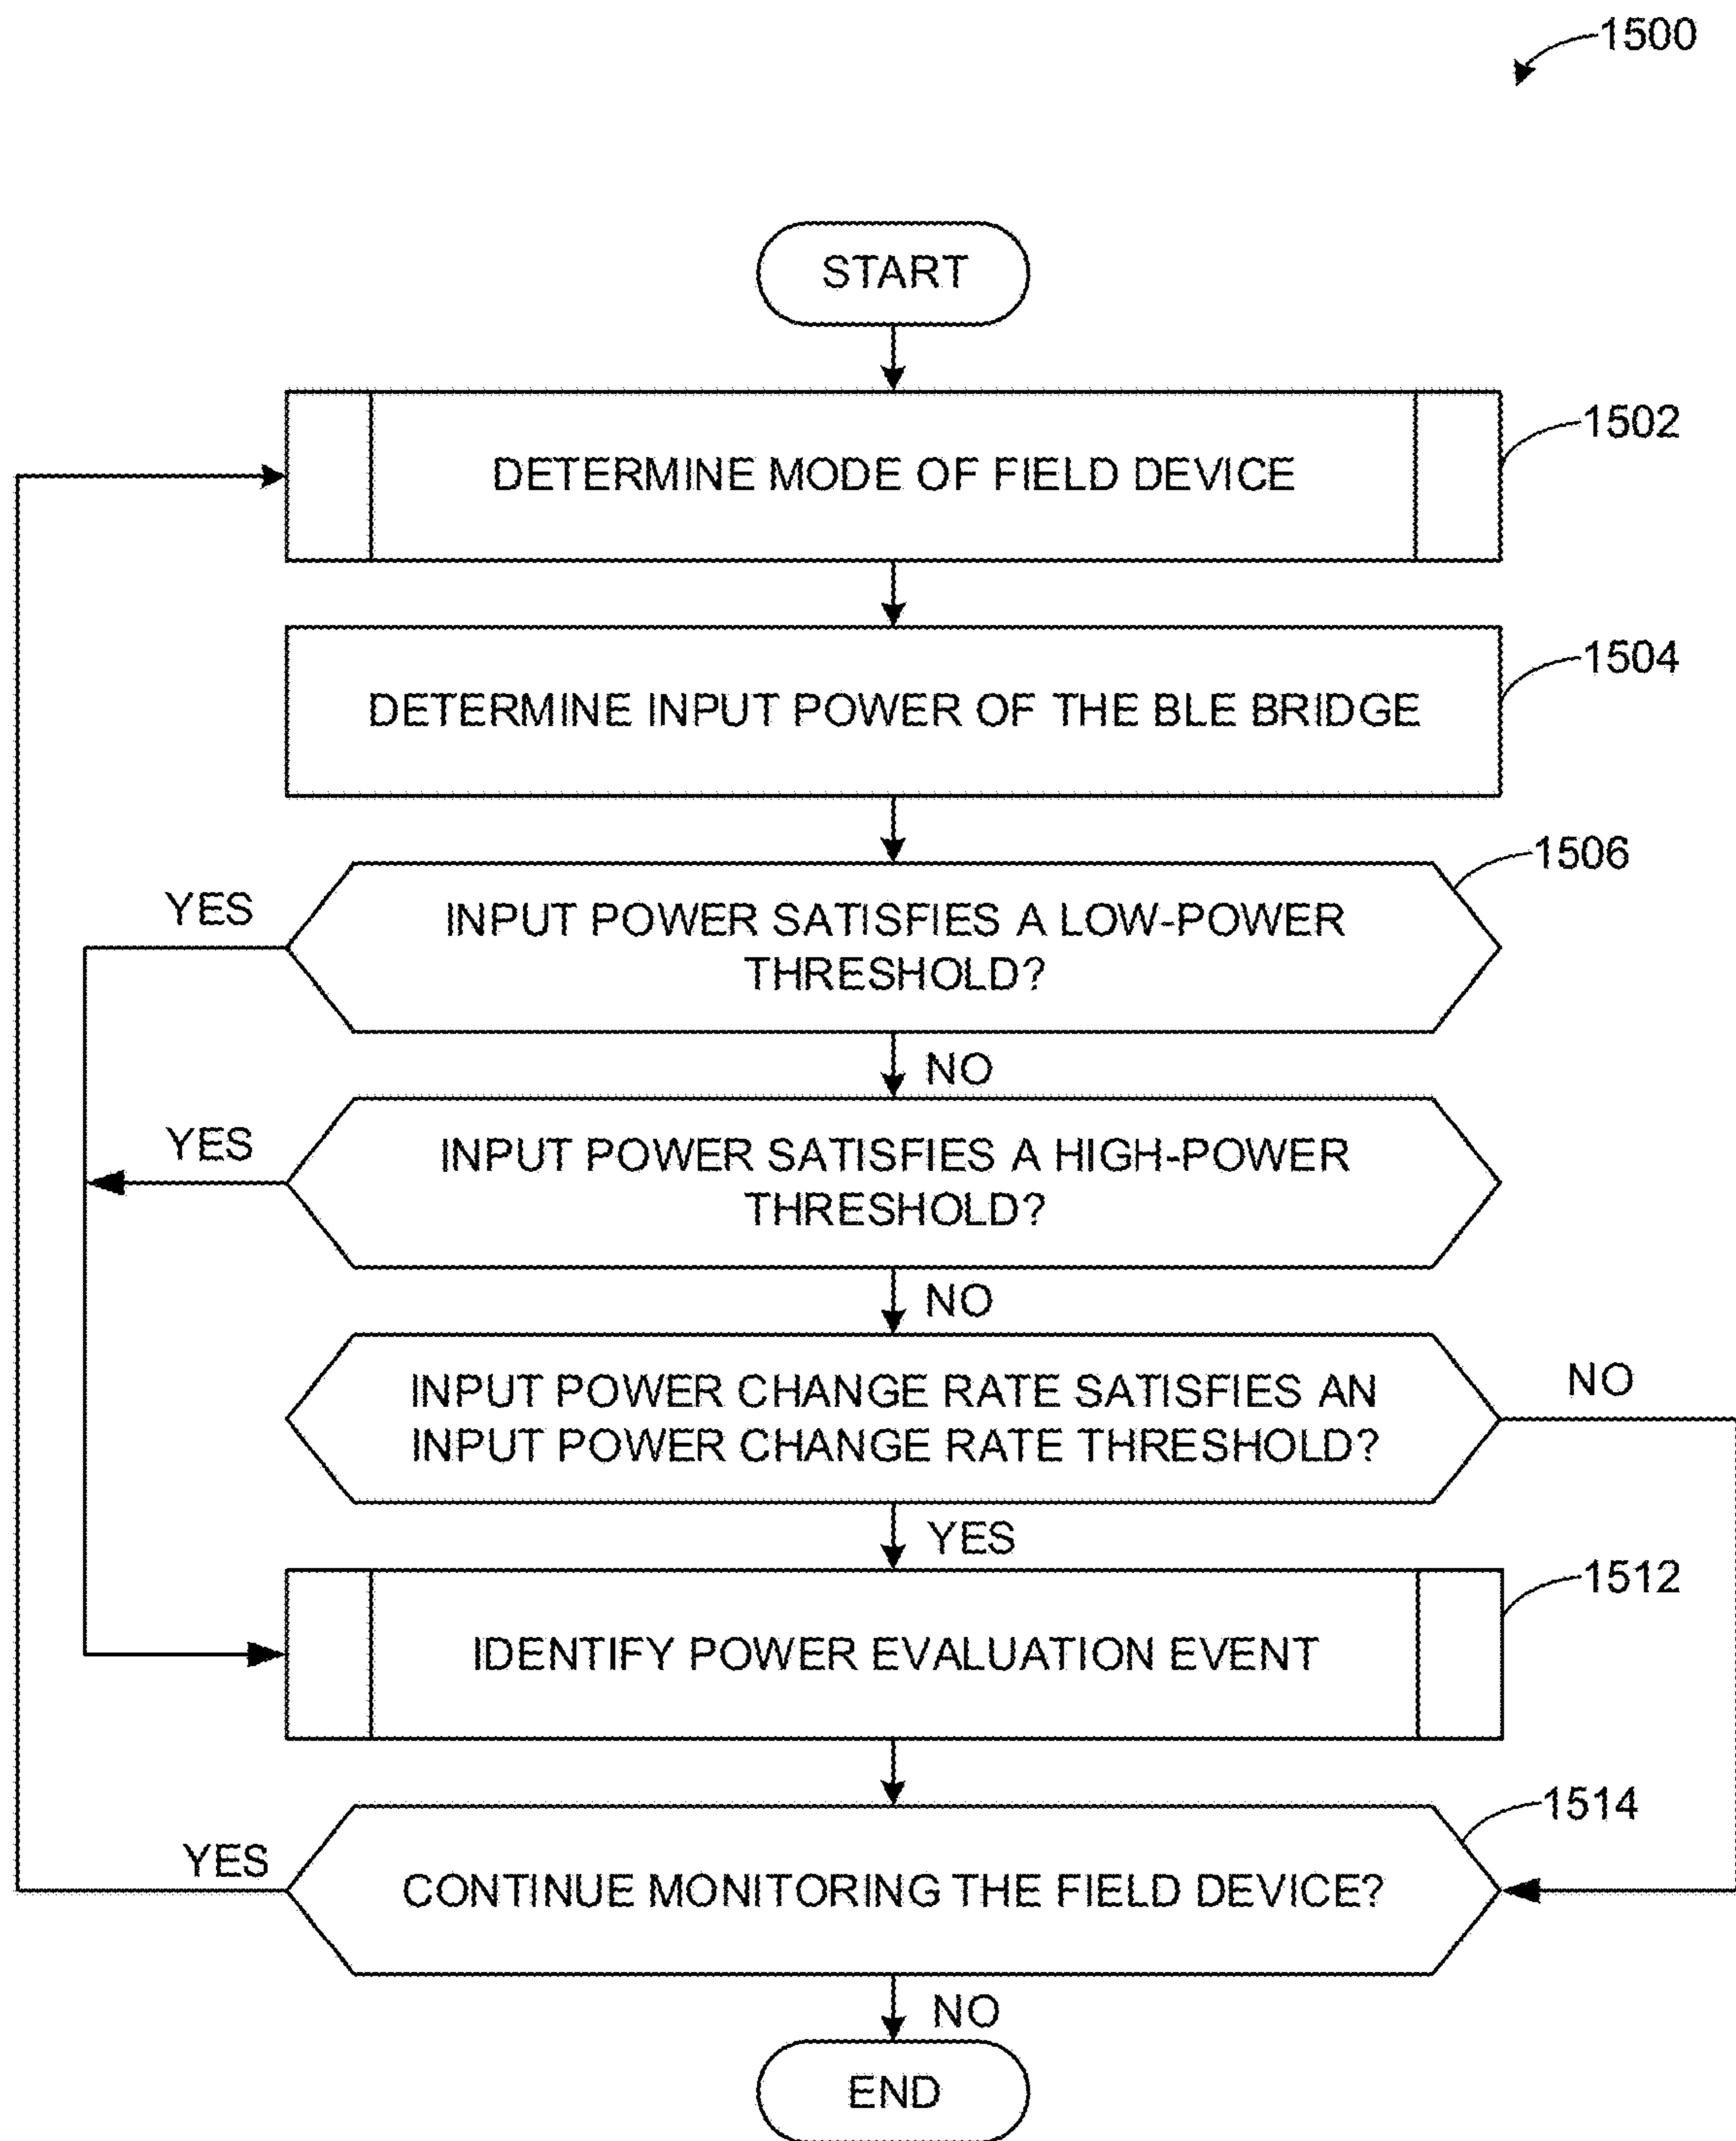 1500
START
DETERMINE MODE OF FIELD DEVICE
1502
DETERMINE INPUT POWER OF THE BLE BRIDGE
1504
1506
YES
INPUT POWER SATISFIES A LOW-POWER
THRESHOLD?
NO
YES
INPUT POWER SATISFIES A HIGH-POWER
THRESHOLD?
NO
INPUT POWER CHANGE RATE SATISFIES AN
INPUT POWER CHANGE RATE THRESHOLD?
NO
YES
1512
IDENTIFY POWER EVALUATION EVENT
1514
YES
CONTINUE MONITORING THE FIELD DEVICE?
NO
END